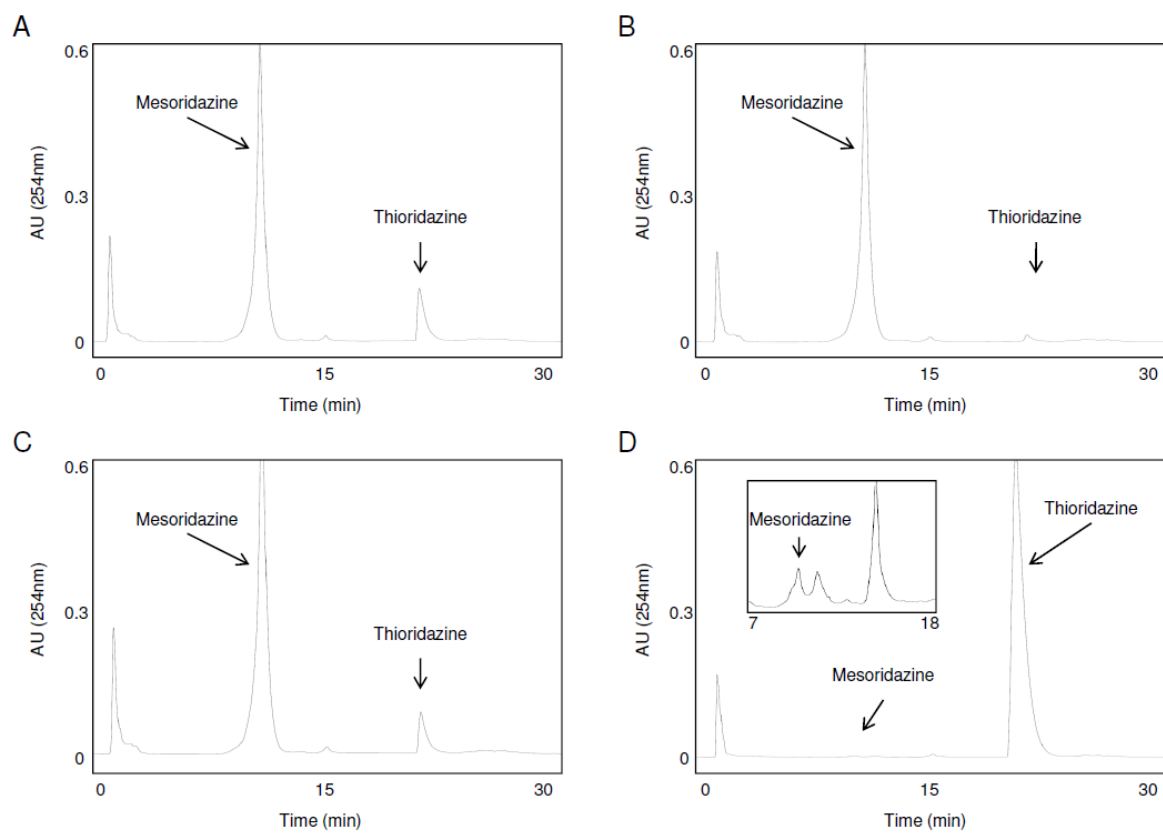 A
0.6
Mesoridazine
Thioridazine
0.3
0
AU (254nm)
0
15
30
Time (min)
B
0.6
Mesoridazine
Thioridazine
0.3
0
AU (254nm)
0
15
30
Time (min)
C
0.6
Mesoridazine
Thioridazine
0.3
0
AU (254nm)
0
15
30
Time (min)
D
0.6
Mesoridazine
7
18
Thioridazine
Mesoridazine
0.3
0
AU (254nm)
0
15
30
Time (min)